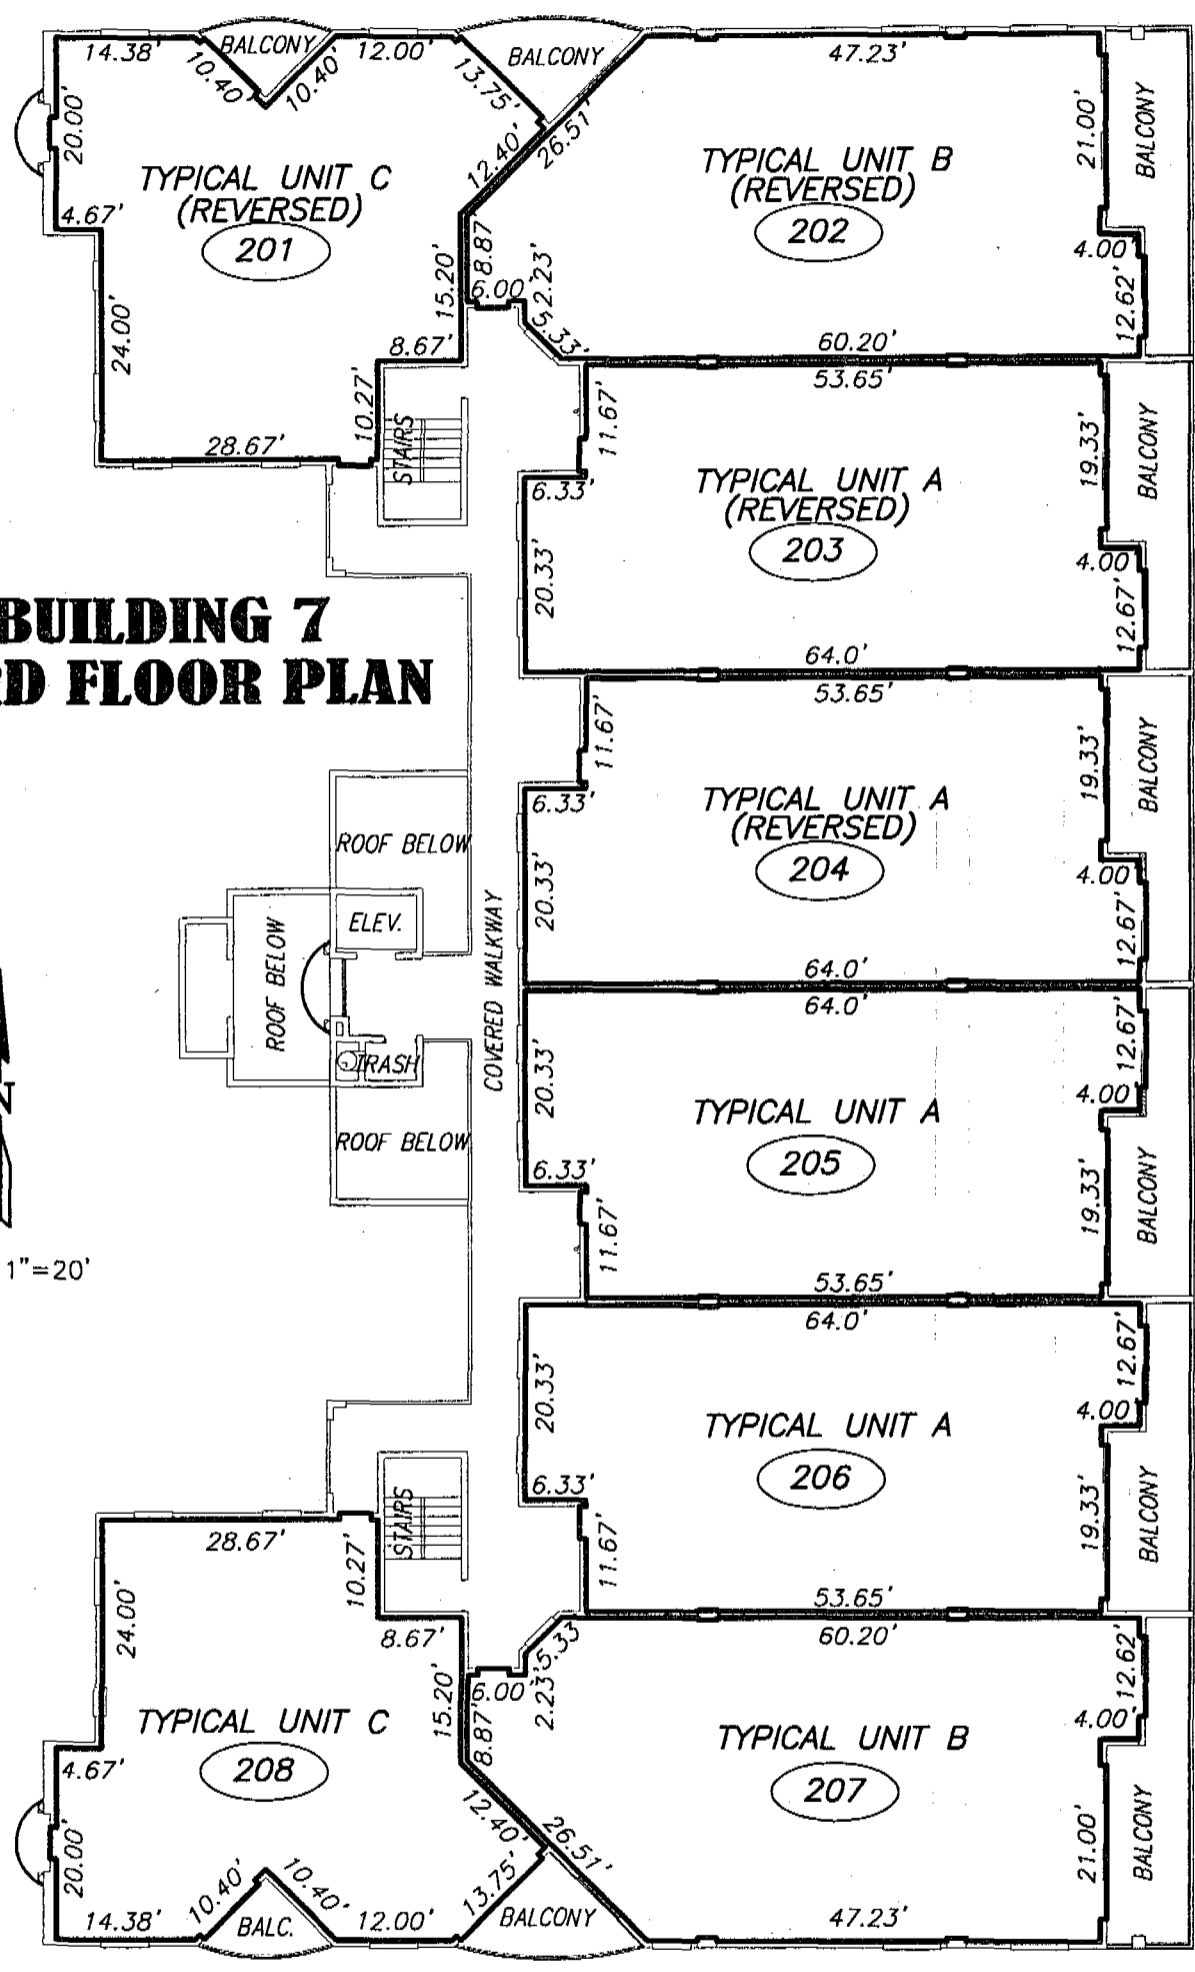 14.38'
BALCONY
12.00'
BALCONY
47.23'
10.40'
10.40'
13.75'
20.00'
12.40'
26.51'
21.00'
BALCONY
TYPICAL UNIT C
(REVERSED)
201
TYPICAL UNIT B
(REVERSED)
202
4.67'
15.20'
8.87
6.00'
2.23'
5.33'
4.00'
12.62'
24.00'
8.67'
60.20'
10.27'
28.67'
STAIRS
53.65'
11.67'
6.33'
TYPICAL UNIT A
(REVERSED)
203
19.33'
BALCONY
4.00'
20.33'
12.67'
64.0'
BUILDING 7
RD FLOOR PLAN
53.65'
11.67'
6.33'
TYPICAL UNIT A
(REVERSED)
204
19.33'
BALCONY
4.00'
20.33'
12.67'
64.0'
ROOF BELOW
ELEV.
ROOF BELOW
TRASH
ROOF BELOW
COVERED WALKWAY
64.0'
20.33'
12.67'
4.00'
TYPICAL UNIT A
205
6.33'
11.67'
19.33'
BALCONY
53.65'
N
1"=20'
64.0'
20.33'
12.67'
4.00'
TYPICAL UNIT A
206
6.33'
11.67'
19.33'
BALCONY
53.65'
STAIRS
28.67'
10.27'
24.00'
8.67'
5.33
60.20'
12.62'
6.00'
2.23'
15.20'
8.87'
4.00'
TYPICAL UNIT C
208
TYPICAL UNIT B
207
4.67'
20.00'
12.40'
26.51'
21.00'
BALCONY
10.40'
10.40'
13.75'
14.38'
BALC.
12.00'
BALCONY
47.23'